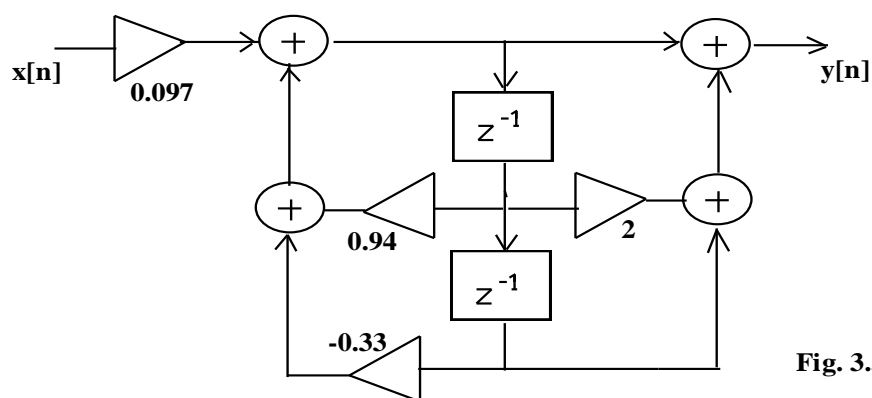 x[n]
0.097
+
+
y[n]
z⁻¹
+
0.94
2
+
z⁻¹
-0.33
Fig. 3.